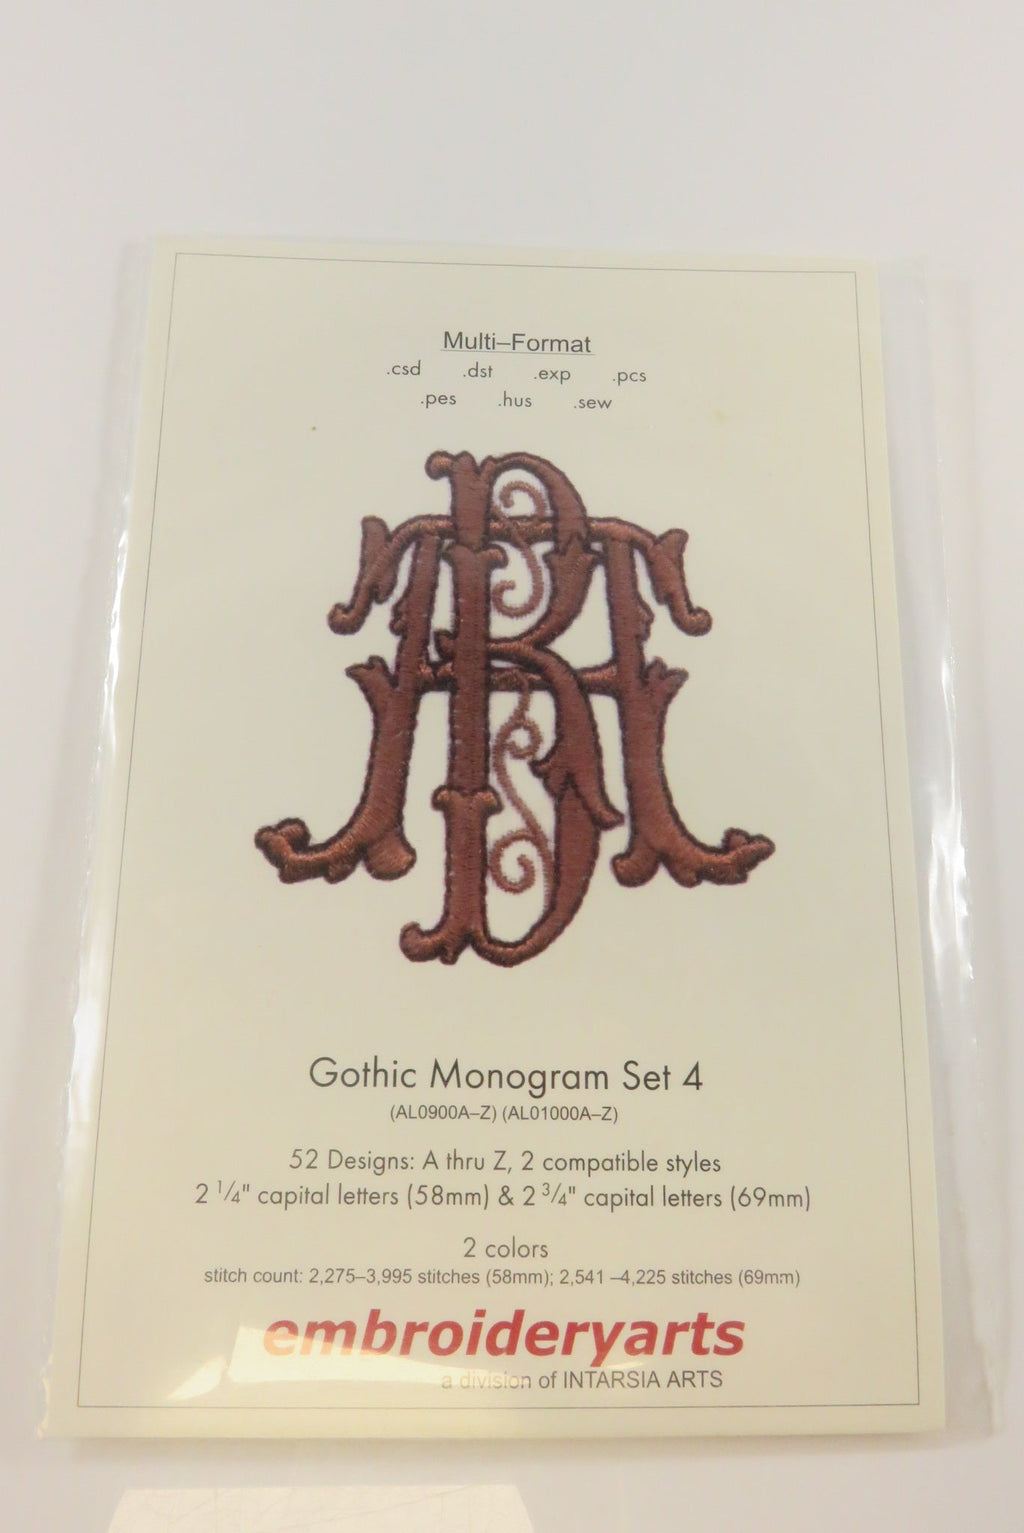 Multi–Format
.csd .dst .exp .pcs
.pes .hus .sew
Gothic Monogram Set 4
(AL0900A–Z) (AL01000A–Z)
52 Designs: A thru Z, 2 compatible styles
2 1/4" capital letters (58mm) & 2 3/4" capital letters (69mm)
2 colors
stitch count: 2,275–3,995 stitches (58mm); 2,541 –4,225 stitches (69mm)
embroideryarts
a division of INTARSIA ARTS